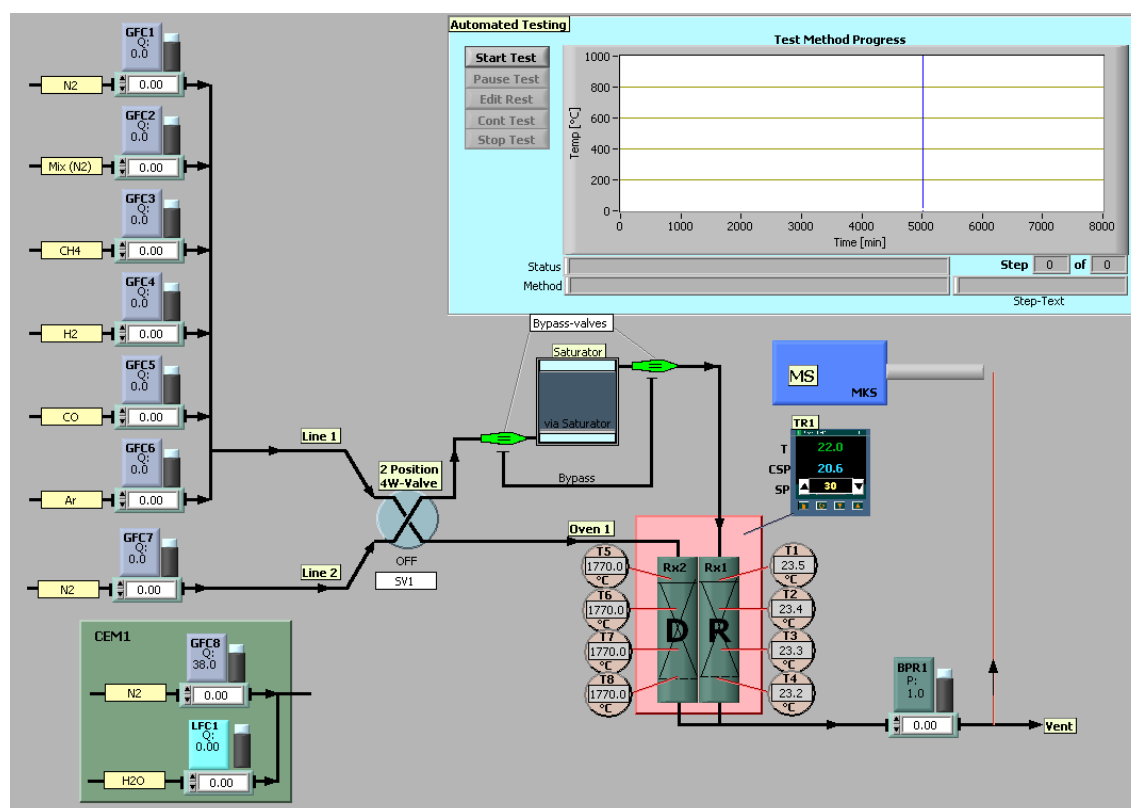 GFC1
Q:
0.0
N2
0.00
GFC2
Q:
0.0
Mix (N2)
0.00
GFC3
Q:
0.0
CH4
0.00
GFC4
Q:
0.0
H2
0.00
GFC5
Q:
0.0
CO
0.00
GFC6
Q:
0.0
Ar
0.00
GFC7
Q:
0.0
N2
0.00
Line 1
Line 2
2 Position
4W-Valve
OFF
SV1
CEM1
GFC8
Q:
38.0
N2
0.00
LFC1
Q:
0.00
H2O
0.00
Automated Testing
Start Test
Pause Test
Edit Rest
Cont Test
Stop Test
Test Method Progress
Temp [°C]
1000
800
600
400
200
0
0 1000 2000 3000 4000 5000 6000 7000 8000
Time [min]
Status
Step 0 of 0
Method
Step-Text
Bypass-valves
Saturator
via Saturator
Bypass
MS
MKS
TR1
T 22.0
CSP 20.6
SP 30
Oven 1
Rx2
Rx1
D
R
T5
1770.0
°C
T6
1770.0
°C
T7
1770.0
°C
T8
1770.0
°C
T1
23.5
°C
T2
23.4
°C
T3
23.3
°C
T4
23.2
°C
BPR1
P:
1.0
0.00
Vent